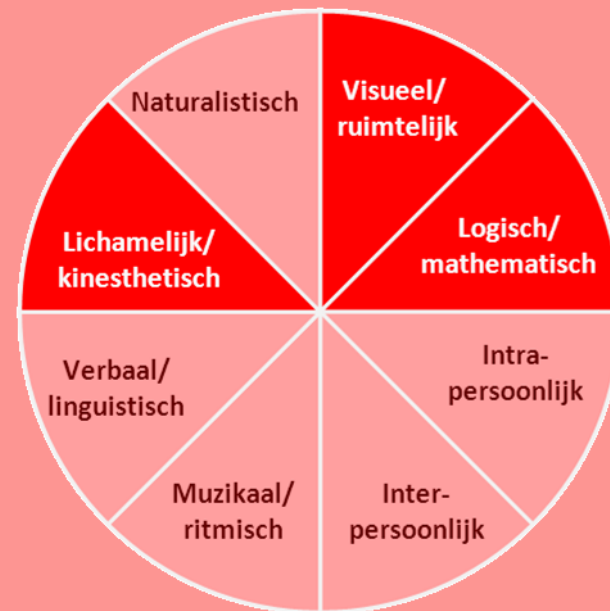 Naturalistisch
Visueel/
ruimtelijk
Logisch/
mathematisch
Intra-
persoonlijk
Inter-
persoonlijk
Muzikaal/
ritmisch
Verbaal/
linguistisch
Lichamelijk/
kinesthetisch